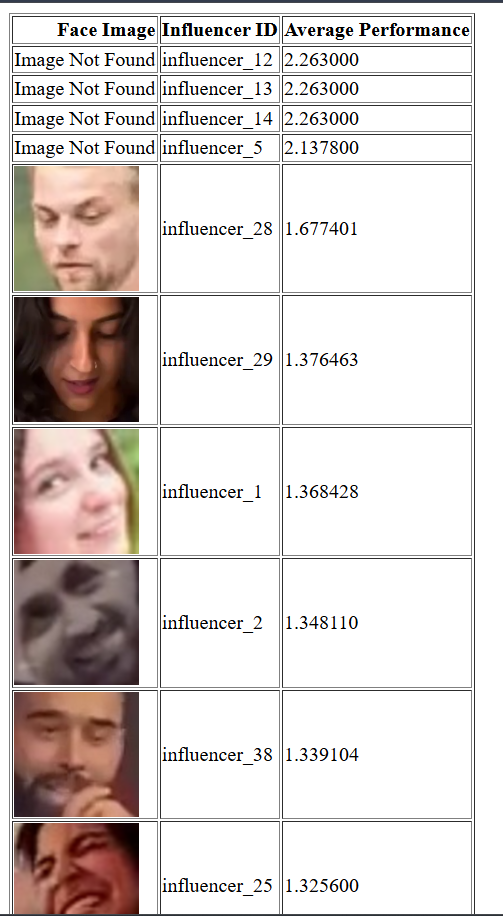 Face Image Influencer ID Average Performance
Image Not Found influencer_12 2.263000
Image Not Found influencer_13 2.263000
Image Not Found influencer_14 2.263000
Image Not Found influencer_5 2.137800
influencer_28 1.677401
influencer_29 1.376463
influencer_1 1.368428
influencer_2 1.348110
influencer_38 1.339104
influencer_25 1.325600